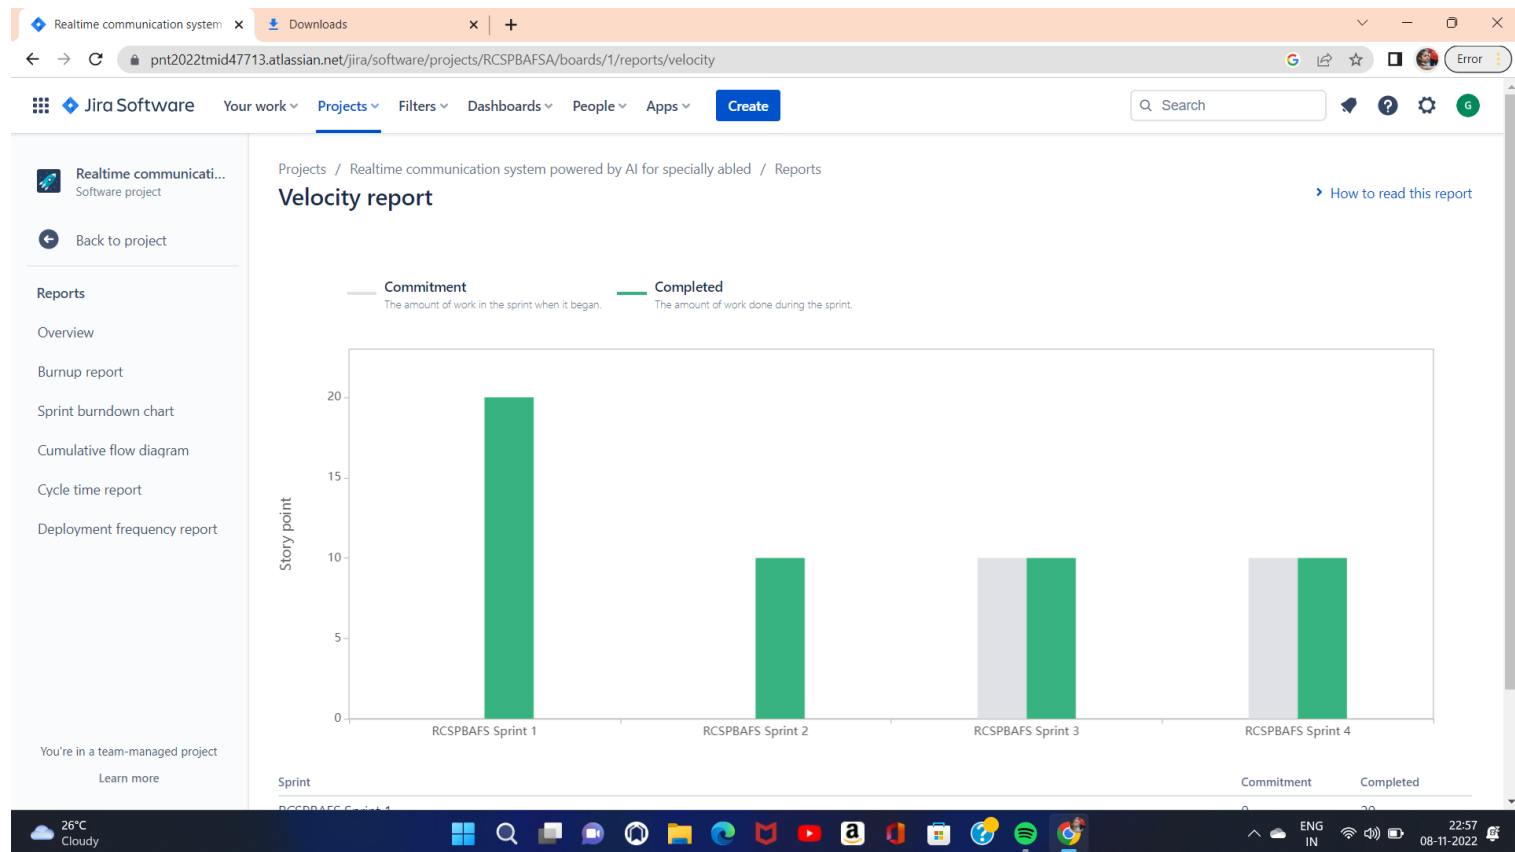 Realtime communication system
Downloads
pnt2022tmid47713.atlassian.net/jira/software/projects/RCSPBAFSA/boards/1/reports/velocity
Error
Jira Software Your work Projects Filters Dashboards People Apps Create
Search
G
Realtime communicati...
Software project
Back to project
Reports
Overview
Burnup report
Sprint burndown chart
Cumulative flow diagram
Cycle time report
Deployment frequency report
You're in a team-managed project
Learn more
Projects / Realtime communication system powered by AI for specially abled / Reports
Velocity report
How to read this report
Commitment
The amount of work in the sprint when it began.
Completed
The amount of work done during the sprint.
Story point
20
15
10
5
0
RCSPBAFS Sprint 1
RCSPBAFS Sprint 2
RCSPBAFS Sprint 3
RCSPBAFS Sprint 4
Sprint Commitment Completed
RCSPBAFS Sprint 1 0 20
26°C
Cloudy
ENG
IN
22:57
08-11-2022